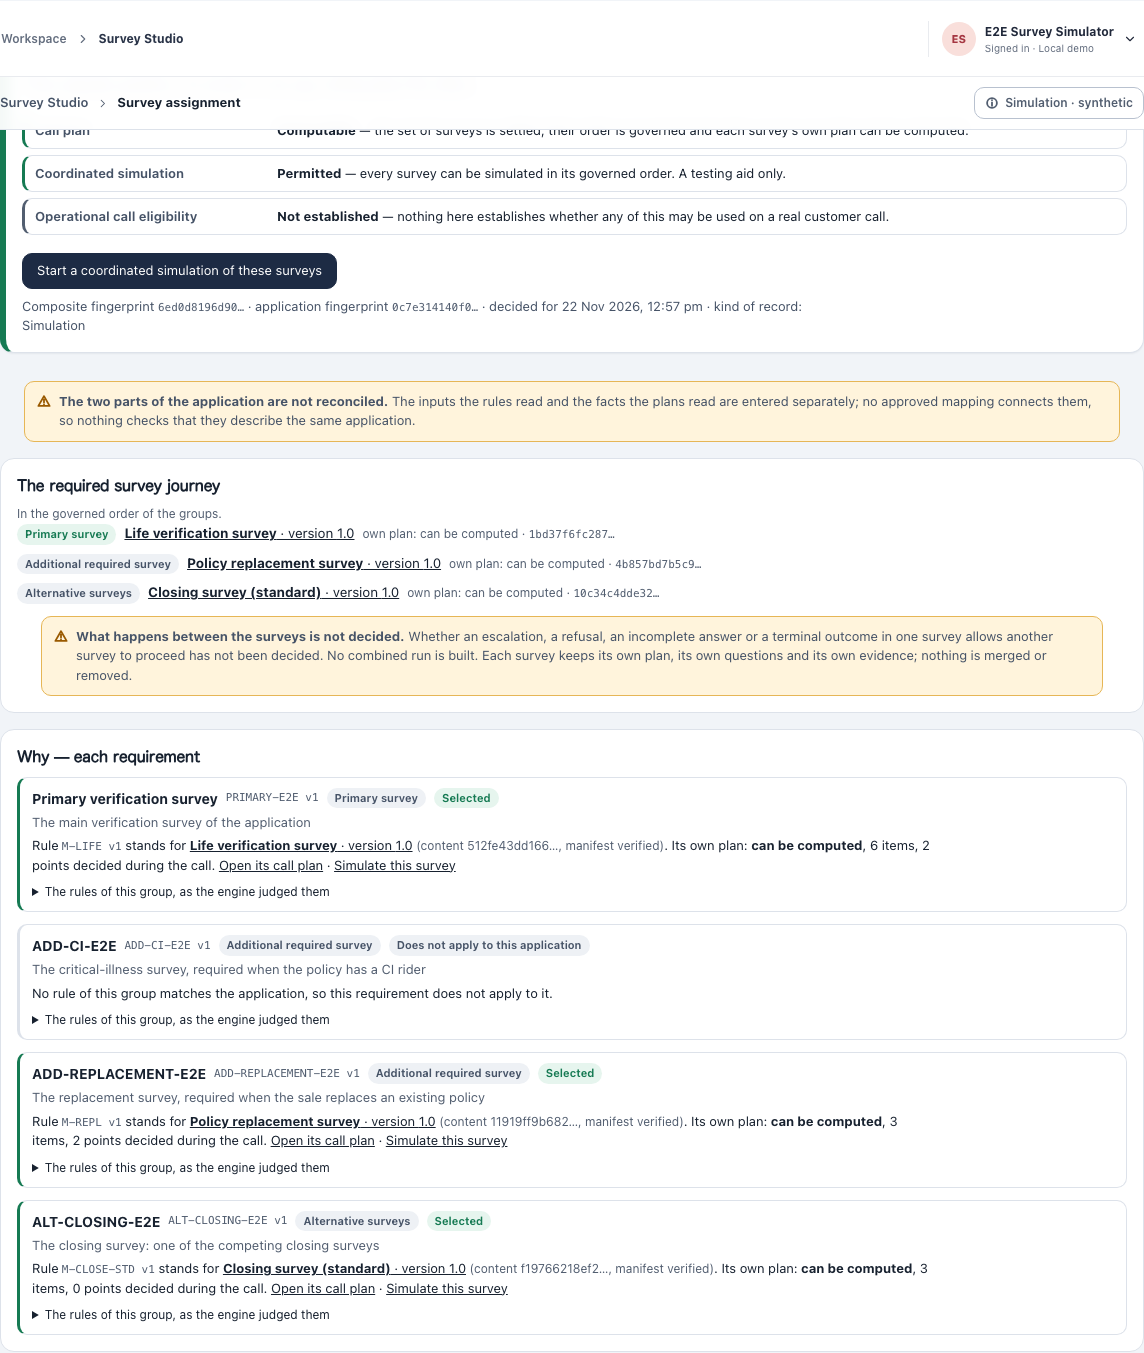 Workspace > Survey Studio
ES
E2E Survey Simulator
Signed in · Local demo
Survey Studio > Survey assignment
Simulation · synthetic
Call plan Computable — the set of surveys is settled, their order is governed and each survey's own plan can be computed.
Coordinated simulation Permitted — every survey can be simulated in its governed order. A testing aid only.
Operational call eligibility Not established — nothing here establishes whether any of this may be used on a real customer call.
Start a coordinated simulation of these surveys
Composite fingerprint 6ed0d8196d90… · application fingerprint 0c7e314140f0… · decided for 22 Nov 2026, 12:57 pm · kind of record:
Simulation
The two parts of the application are not reconciled. The inputs the rules read and the facts the plans read are entered separately; no approved mapping connects them,
so nothing checks that they describe the same application.
The required survey journey
In the governed order of the groups.
Primary survey Life verification survey · version 1.0 own plan: can be computed · 1bd37f6fc287…
Additional required survey Policy replacement survey · version 1.0 own plan: can be computed · 4b857bd7b5c9…
Alternative surveys Closing survey (standard) · version 1.0 own plan: can be computed · 10c34c4dde32…
What happens between the surveys is not decided. Whether an escalation, a refusal, an incomplete answer or a terminal outcome in one survey allows another
survey to proceed has not been decided. No combined run is built. Each survey keeps its own plan, its own questions and its own evidence; nothing is merged or
removed.
Why — each requirement
Primary verification survey PRIMARY-E2E v1 Primary survey Selected
The main verification survey of the application
Rule M-LIFE v1 stands for Life verification survey · version 1.0 (content 512fe43dd166…, manifest verified). Its own plan: can be computed, 6 items, 2
points decided during the call. Open its call plan · Simulate this survey
The rules of this group, as the engine judged them
ADD-CI-E2E ADD-CI-E2E v1 Additional required survey Does not apply to this application
The critical-illness survey, required when the policy has a CI rider
No rule of this group matches the application, so this requirement does not apply to it.
The rules of this group, as the engine judged them
ADD-REPLACEMENT-E2E ADD-REPLACEMENT-E2E v1 Additional required survey Selected
The replacement survey, required when the sale replaces an existing policy
Rule M-REPL v1 stands for Policy replacement survey · version 1.0 (content 11919ff9b682…, manifest verified). Its own plan: can be computed, 3
items, 2 points decided during the call. Open its call plan · Simulate this survey
The rules of this group, as the engine judged them
ALT-CLOSING-E2E ALT-CLOSING-E2E v1 Alternative surveys Selected
The closing survey: one of the competing closing surveys
Rule M-CLOSE-STD v1 stands for Closing survey (standard) · version 1.0 (content f19766218ef2…, manifest verified). Its own plan: can be computed, 3
items, 0 points decided during the call. Open its call plan · Simulate this survey
The rules of this group, as the engine judged them